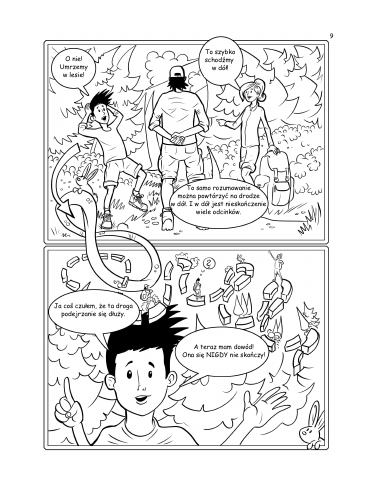 9
O nie!
Umrzemy
w lesie!
To szybko
schodźmy
w dół!
To samo rozumowanie
można powtórzyć na drodze
w dół. I w dół jest nieskończenie
wiele odcinków.
Ja coś czułem, że ta droga
podejrzanie się dłuży.
A teraz mam dowód!
Ona się NIGDY nie skończy!